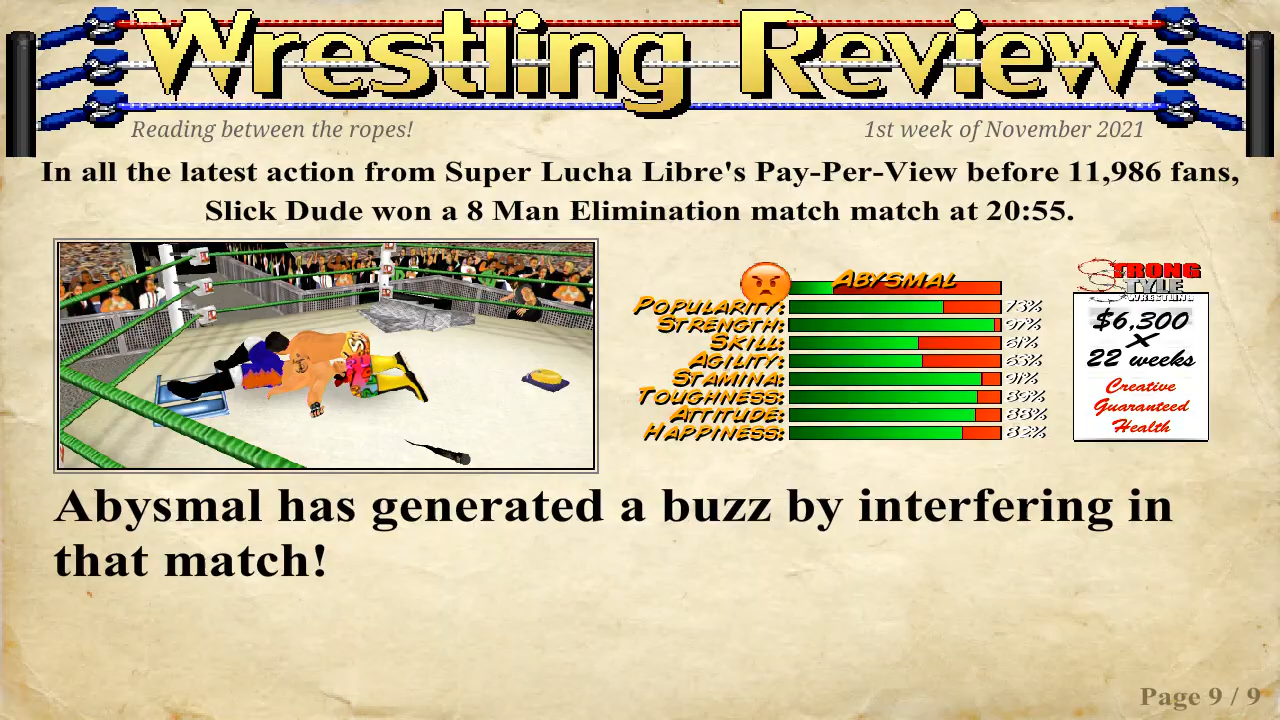 Wrestling Review
Reading between the ropes!
1st week of November 2021
In all the latest action from Super Lucha Libre's Pay-Per-View before 11,986 fans,
Slick Dude won a 8 Man Elimination match match at 20:55.
Abysmal
Popularity: 73%
Strength: 97%
Skill: 61%
Agility: 63%
Stamina: 91%
Toughness: 89%
Attitude: 88%
Happiness: 82%
STRONG
STYLE
WRESTLING
$6,300
X
22 weeks
Creative
Guaranteed
Health
Abysmal has generated a buzz by interfering in
that match!
Page 9 / 9